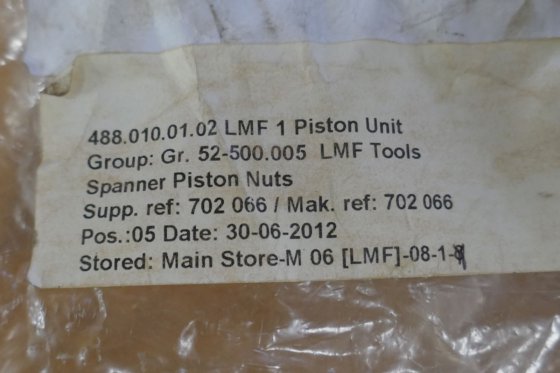 488.010.01.02 LMF 1 Piston Unit
Group: Gr. 52-500.005 LMF Tools
Spanner Piston Nuts
Supp. ref: 702 066 / Mak. ref: 702 066
Pos.:05 Date: 30-06-2012
Stored: Main Store-M 06 [LMF]-08-1-